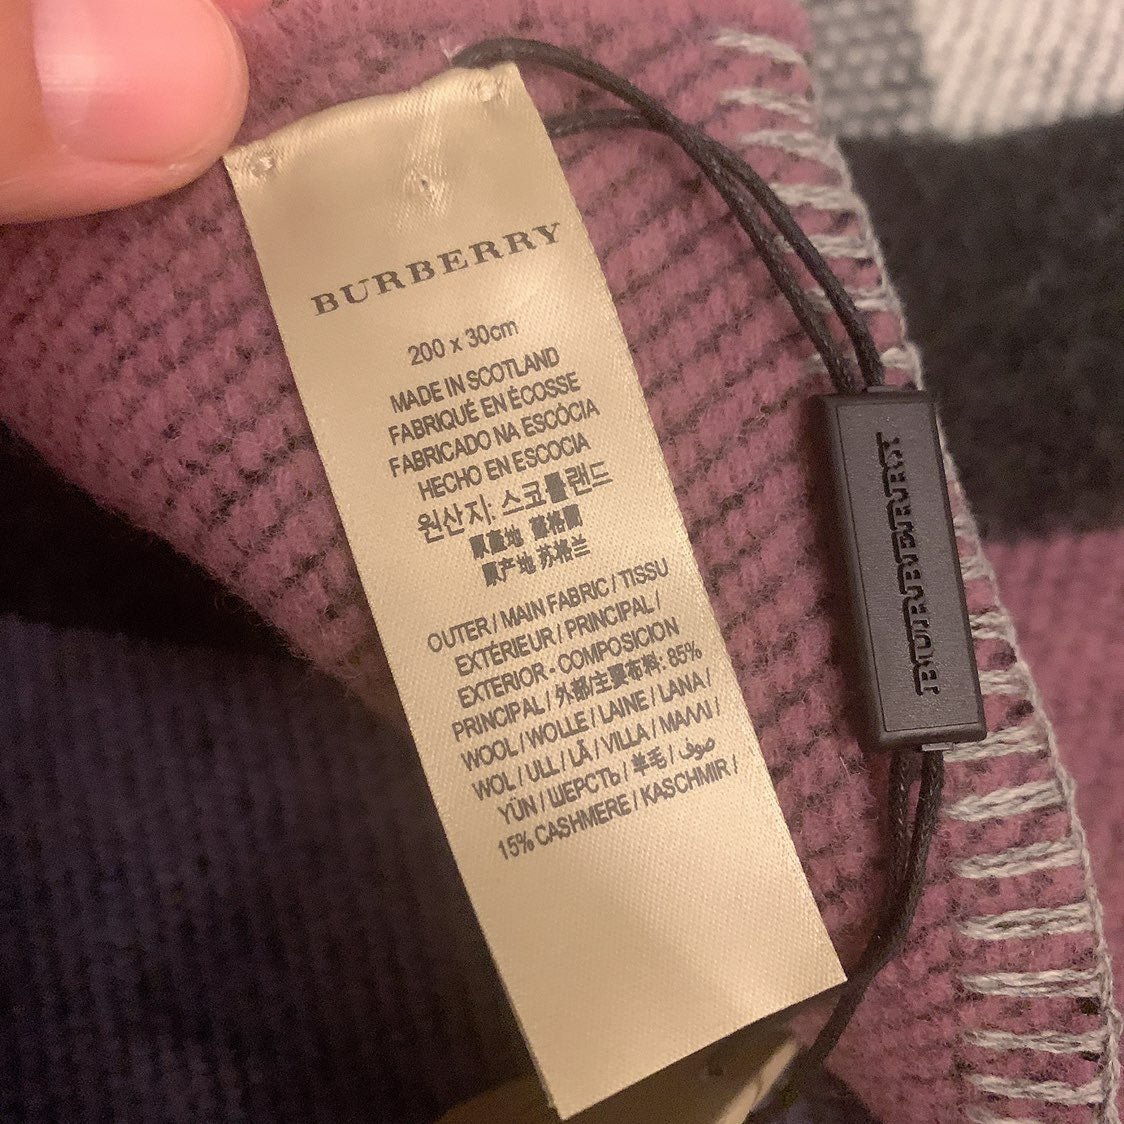 BURBERRY
200 x 30cm
MADE IN SCOTLAND
FABRIQUÉ EN ÉCOSSE
FABRICADO NA ESCÒCIA
HECHO EN ESCOCIA
원산지: 스코틀랜드
原產地 蘇格蘭
原产地 苏格兰
OUTER / MAIN FABRIC / TISSU
EXTÉRIEUR / PRINCIPAL /
EXTERIOR - COMPOSICION
PRINCIPAL / 外部/主要布料: 85%
WOOL / WOLLE / LAINE / LANA /
WOL / ULL / LÃ / VILLA / MAΛΛI /
YÜN / ШЕРСТЬ / 羊毛 / صوف /
15% CASHMERE / KASCHMIR /
BURBERRY